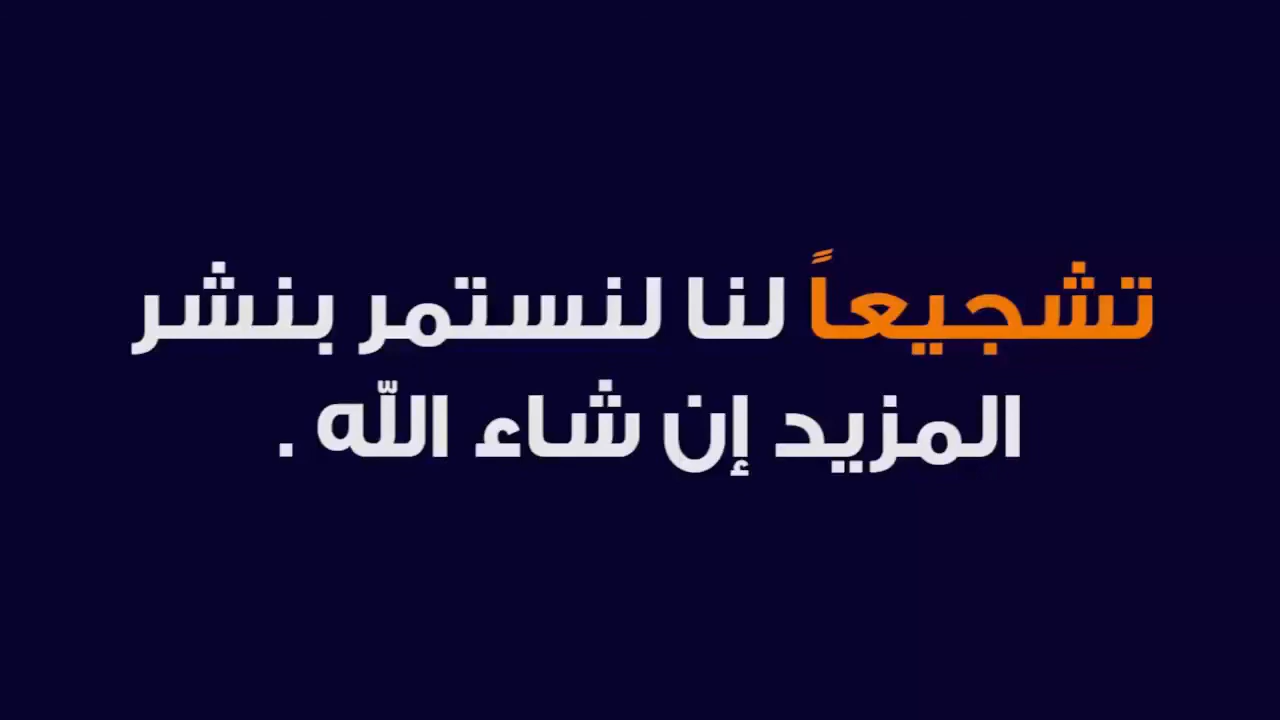 تشجيعاً لنا لنستمر بنشر
المزيد إن شاء اللّه .